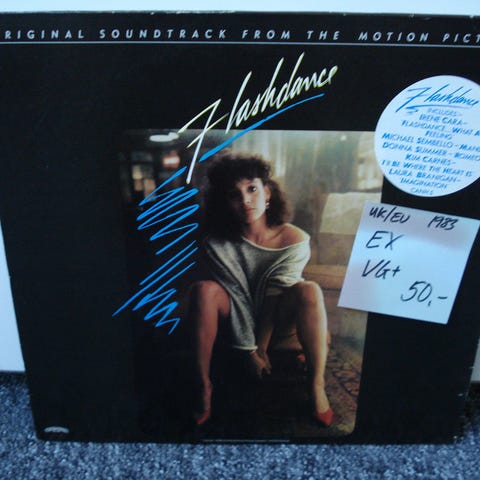 ORIGINAL SOUNDTRACK FROM THE MOTION PICT
Flashdance
Flashdance
INCLUDES-
IRENE CARA-
FLASHDANCE...WHAT A
FEELING
MICHAEL SEMBELLO-MANI
DONNA SUMMER-ROMEO
KIM CARNES-
I'LL BE WHERE THE HEART IS
LAURA BRANIGAN-
IMAGINATION
UK/EU 1983
EX
VG+
50,-